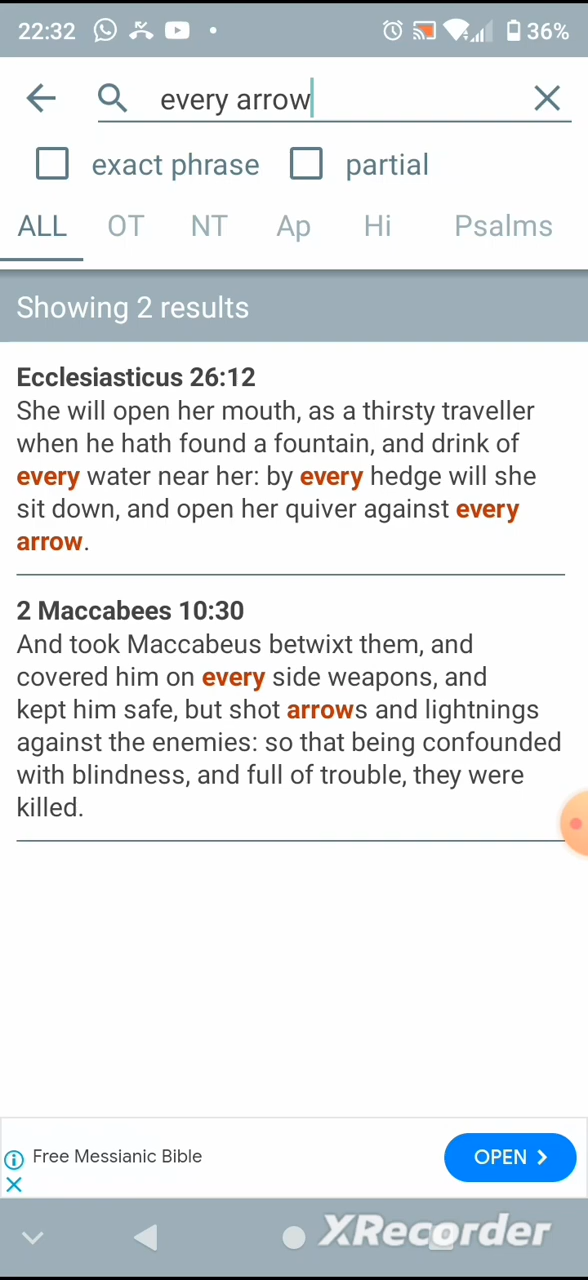 22:32 36%
every arrow
exact phrase partial
ALL OT NT Ap Hi Psalms
Showing 2 results
Ecclesiasticus 26:12
She will open her mouth, as a thirsty traveller
when he hath found a fountain, and drink of
every water near her: by every hedge will she
sit down, and open her quiver against every
arrow.
2 Maccabees 10:30
And took Maccabeus betwixt them, and
covered him on every side weapons, and
kept him safe, but shot arrows and lightnings
against the enemies: so that being confounded
with blindness, and full of trouble, they were
killed.
Free Messianic Bible OPEN
XRecorder